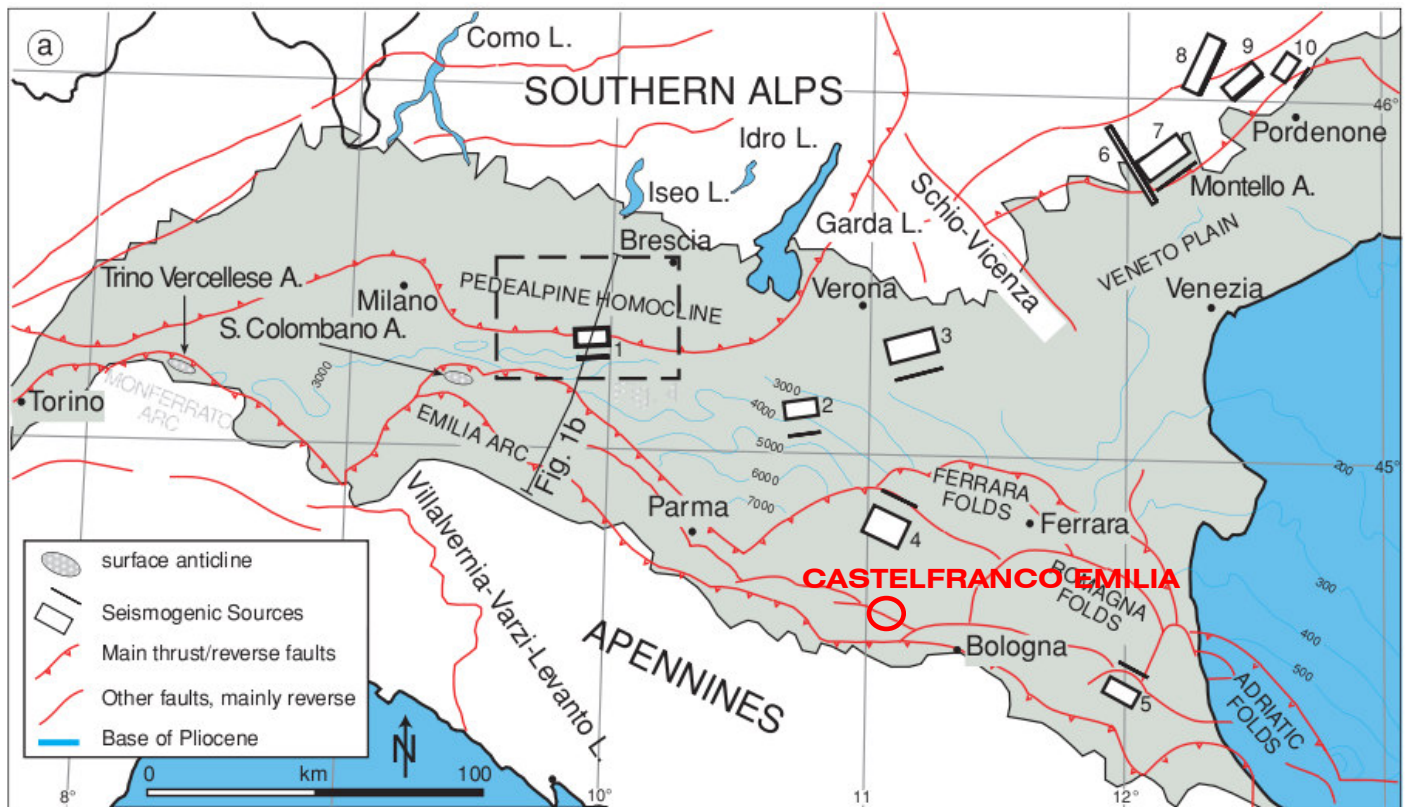 a
Como L.
SOUTHERN ALPS
8
9
10
46°
Pordenone
Idro L.
7
6
Iseo L.
Montello A.
Schio-Vicenza
Garda L.
Brescia
VENETO PLAIN
Trino Vercellese A.
PEDEALPINE HOMOCLINE
Milano
Verona
Venezia
S. Colombano A.
1
3
3000
3000
2
4000
MONFERRATO
ARC
Torino
EMILIA ARC
Fig. 1b
5000
6000
7000
45°
200
FERRARA
FOLDS
Parma
Ferrara
4
Villalvernia-Varzi-Levanto L.
CASTELFRANCO EMILIA
ROMAGNA
FOLDS
300
400
500
APENNINES
Bologna
5
ADRIATIC
FOLDS
surface anticline
Seismogenic Sources
Main thrust/reverse faults
Other faults, mainly reverse
Base of Pliocene
N
0 km 100
8°
10°
11°
12°